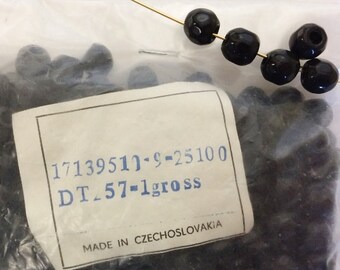 17139510-9-25100
DT-57=1gross
MADE IN CZECHOSLOVAKIA